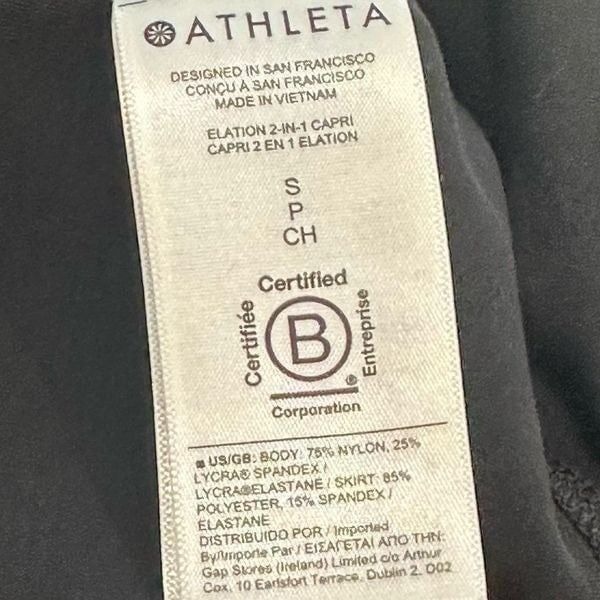 ATHLETA
DESIGNED IN SAN FRANCISCO
CONÇU À SAN FRANCISCO
MADE IN VIETNAM
ELATION 2-IN-1 CAPRI
CAPRI 2 EN 1 ELATION
S
P
CH
Certified
Certifiée
B
Entreprise
®
Corporation
■ US/GB: BODY: 75% NYLON, 25%
LYCRA® SPANDEX /
LYCRA®ELASTANE / SKIRT: 85%
POLYESTER, 15% SPANDEX /
ELASTANE
DISTRIBUIDO POR / Imported
By/Importe Par / ΕΙΣΑΓΕΤΑΙ ΑΠΟ ΤΗΝ:
Gap Stores (Ireland) Limited c/o Arthur
Cox, 10 Earlsfort Terrace, Dublin 2, D02